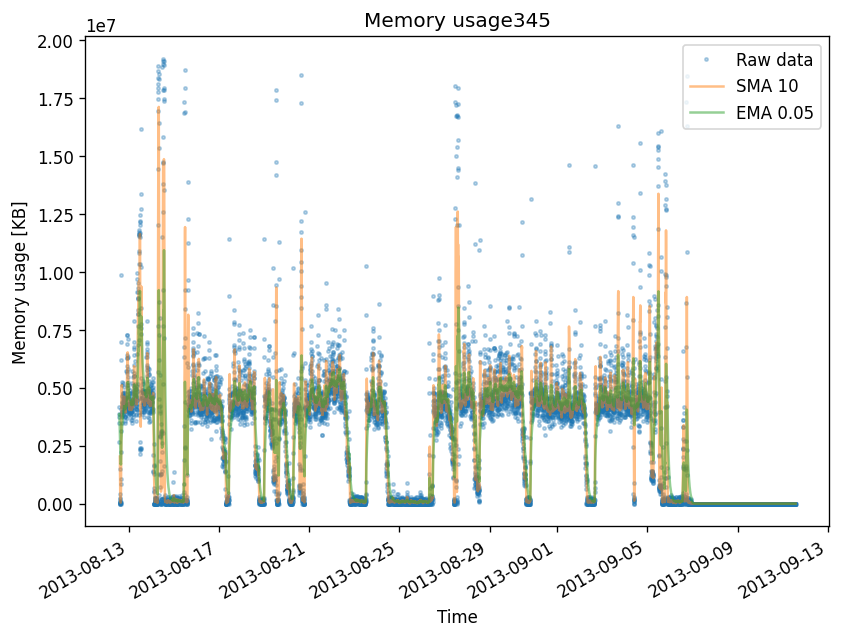 Memory usage345
1e7
2.00
1.75
1.50
1.25
1.00
0.75
0.50
0.25
0.00
Memory usage [KB]
Raw data
SMA 10
EMA 0.05
2013-08-13
2013-08-17
2013-08-21
2013-08-25
2013-08-29
2013-09-01
2013-09-05
2013-09-09
2013-09-13
Time